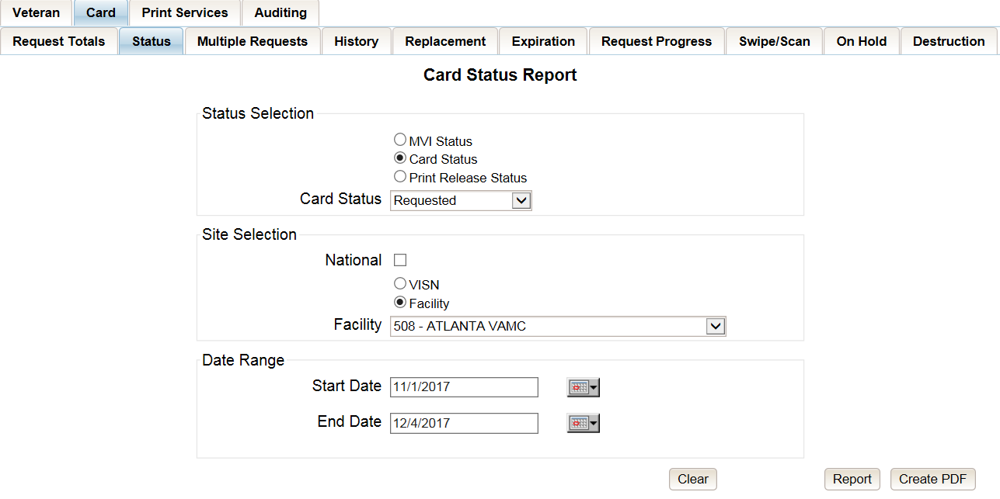 Veteran Card Print Services Auditing
Request Totals Status Multiple Requests History Replacement Expiration Request Progress Swipe/Scan On Hold Destruction
Card Status Report
Status Selection
MVI Status
Card Status
Print Release Status
Card Status Requested
Site Selection
National
VISN
Facility
Facility 508 - ATLANTA VAMC
Date Range
Start Date 11/1/2017
End Date 12/4/2017
Clear Report Create PDF